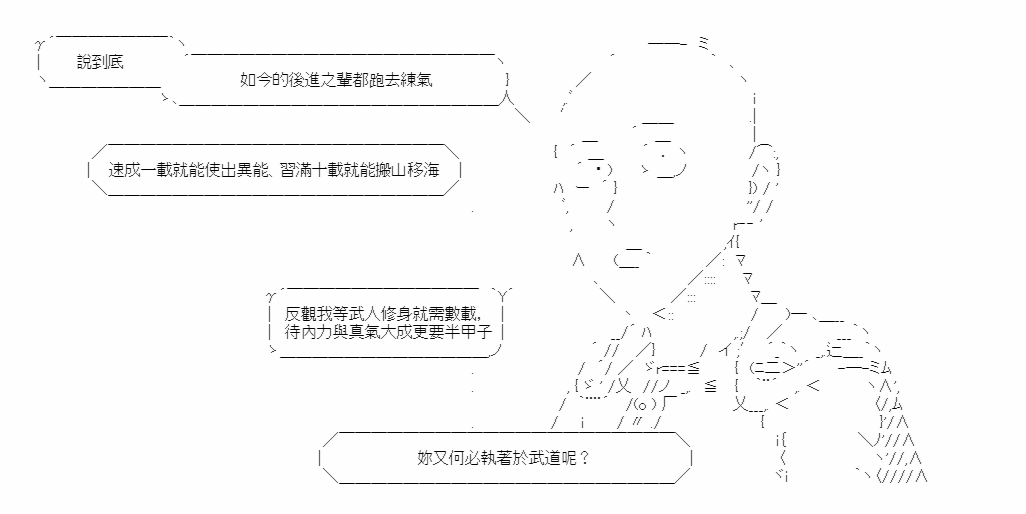 說到底
如今的後進之輩都跑去練氣
速成一載就能使出異能、習滿十載就能搬山移海
反觀我等武人修身就需數載,
待內力與真氣大成更要半甲子
妳又何必執著於武道呢？